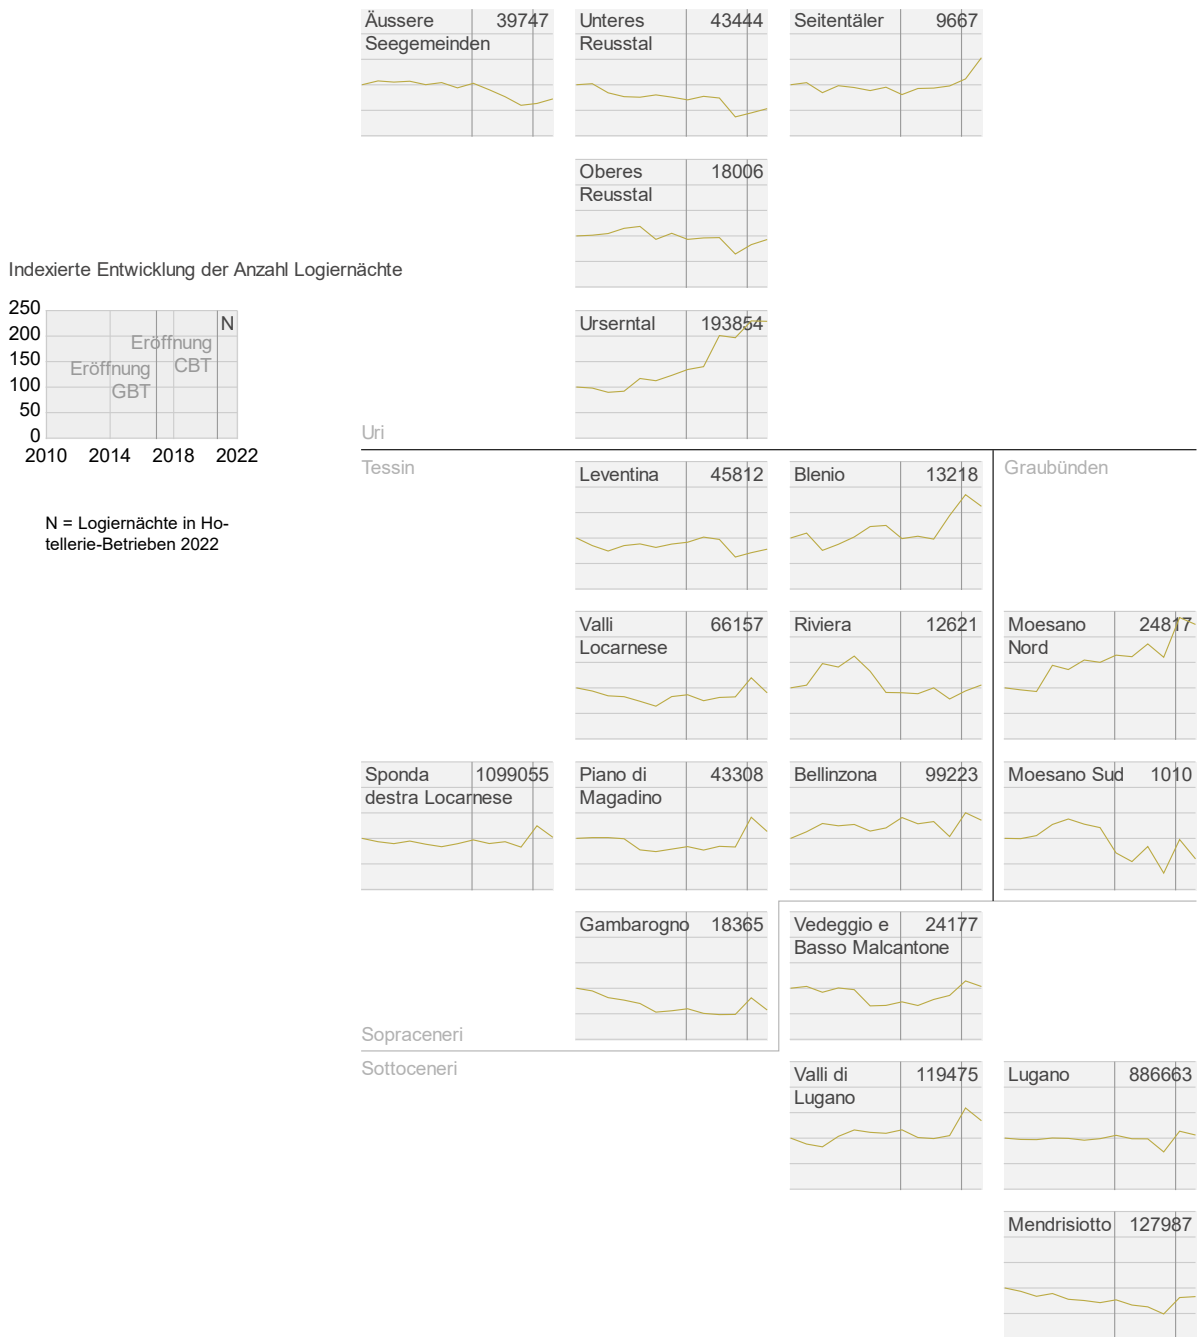 Äussere 39747
Seegemeinden
Unteres 43444
Reusstal
Seitentäler 9667
Oberes 18006
Reusstal
Indexierte Entwicklung der Anzahl Logiernächte
250
200
150
100
50
0
N
Eröffnung
CBT
Eröffnung
GBT
2010 2014 2018 2022
N = Logiernächte in Ho-
tellerie-Betrieben 2022
Urserntal 193854
Uri
Tessin
Leventina 45812
Blenio 13218
Graubünden
Valli 66157
Locarnese
Riviera 12621
Moesano 24817
Nord
Sponda 1099055
destra Locarnese
Piano di 43308
Magadino
Bellinzona 99223
Moesano Sud 1010
Gambarogno 18365
Vedeggio e 24177
Basso Malcantone
Sopraceneri
Sottoceneri
Valli di 119475
Lugano
Lugano 886663
Mendrisiotto 127987